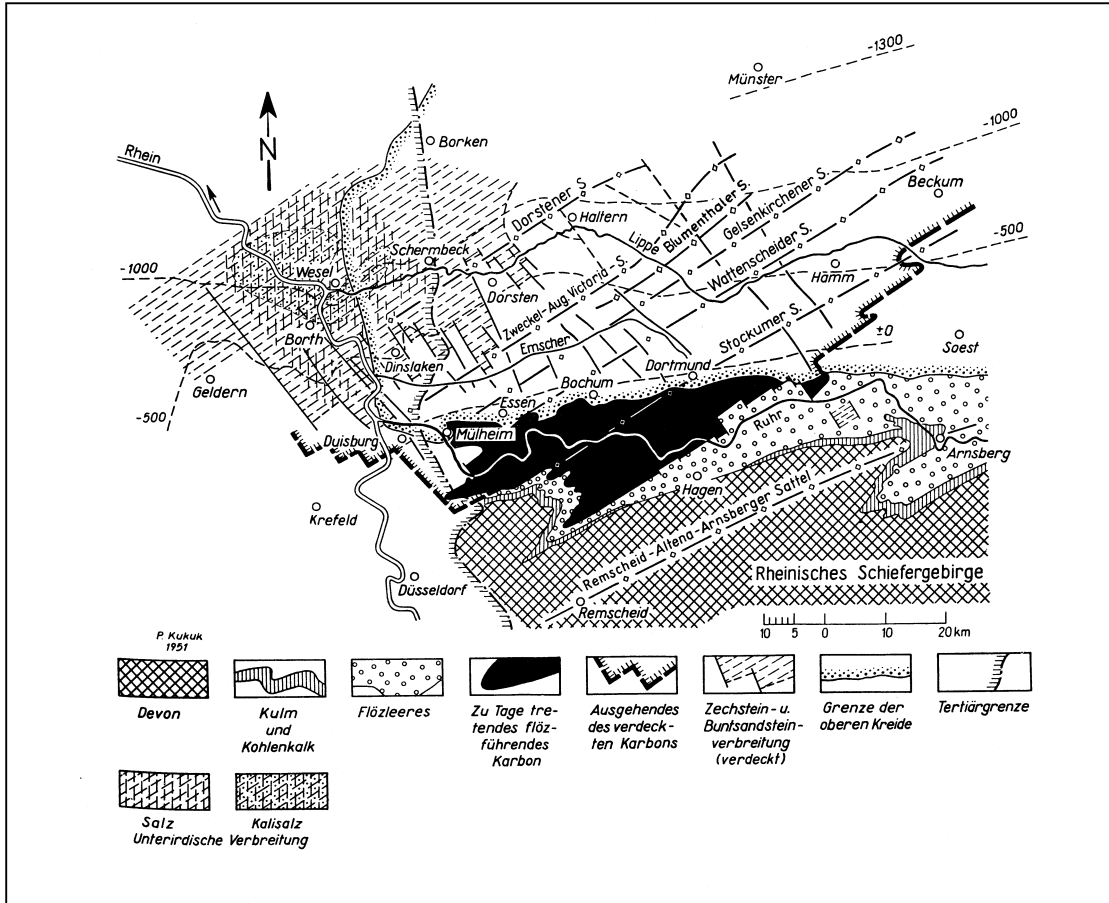 -1300
Münster
-1000
N
Rhein
Borken
Beckum
Dorstener S.
Haltern
Lippe
Blumenthaler S.
Gelsenkirchener S.
Wattenscheider S.
-500
Schermbeck
-1000
Wesel
Dorsten
Hamm
Zweckel-Aug. Victoria-S.
Emscher
Stockumer S.
±0
Soest
Borth
Dinslaken
Geldern
Dortmund
Bochum
Essen
-500
Duisburg
Mülheim
Ruhr
Arnsberg
Hagen
Krefeld
Remscheid-Altena-Arnsberger Sattel
Düsseldorf
Rheinisches Schiefergebirge
Remscheid
10 5 0 10 20 km
P. Kukuk
1951
Devon
Kulm
und
Kohlenkalk
Flözleeres
Zu Tage tre-
tendes flöz-
führendes
Karbon
Ausgehendes
des verdeck-
ten Karbons
Zechstein- u.
Buntsandstein-
verbreitung
(verdeckt)
Grenze der
oberen Kreide
Tertiärgrenze
Salz
Kalisalz
Unterirdische Verbreitung